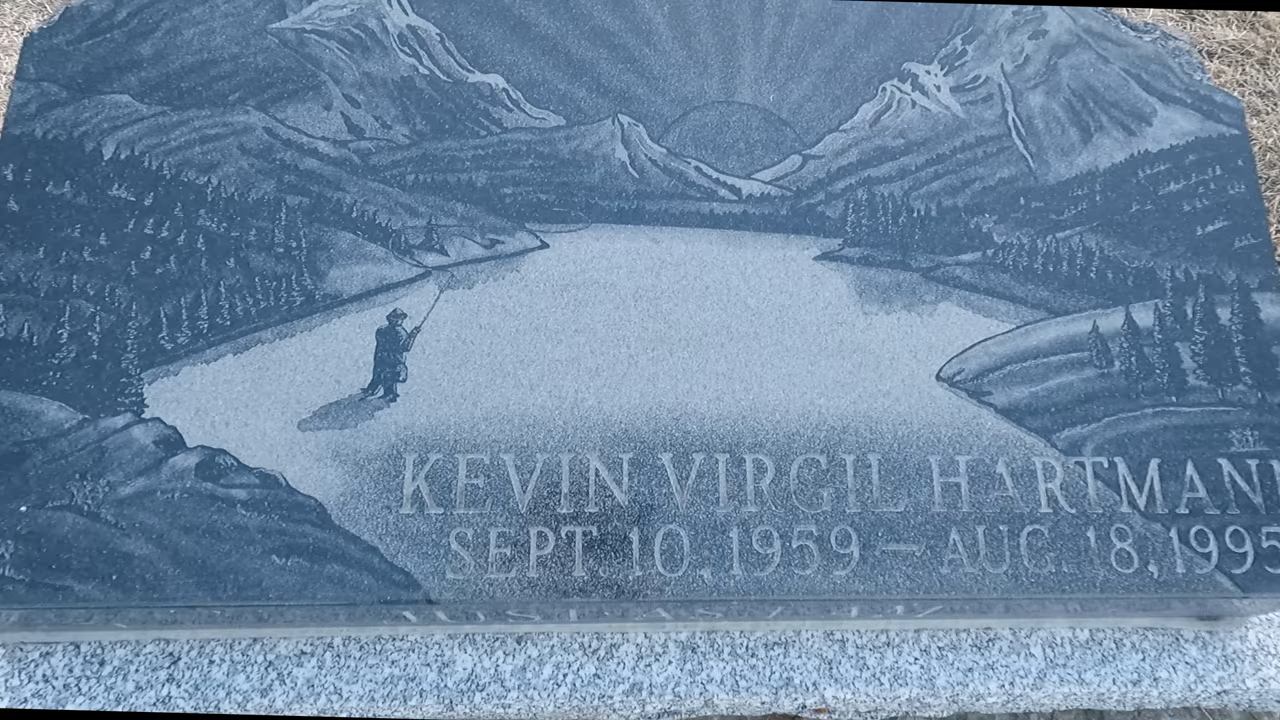 KEVIN VIRGIL HARTMANN
SEPT. 10, 1959 – AUG. 18, 1995